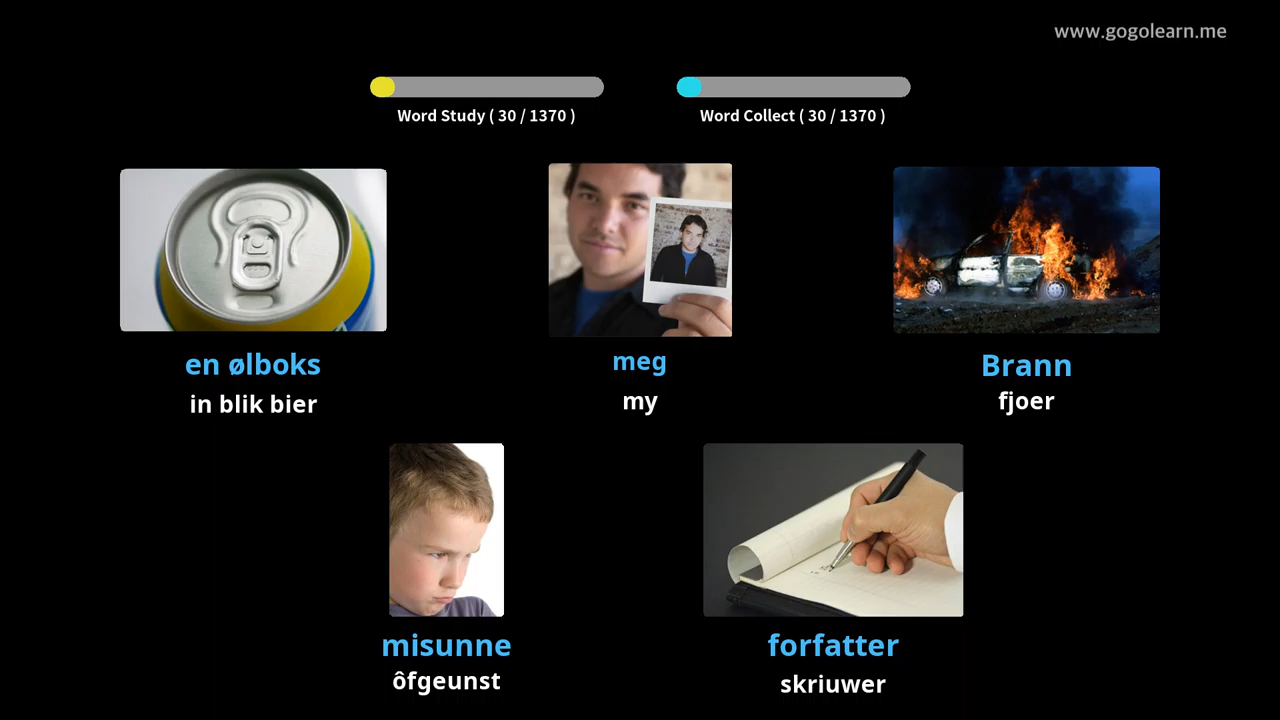 www.gogolearn.me
Word Study ( 30 / 1370 )
Word Collect ( 30 / 1370 )
en ølboks
in blik bier
meg
my
Brann
fjoer
misunne
ôfgeunst
forfatter
skriuwer